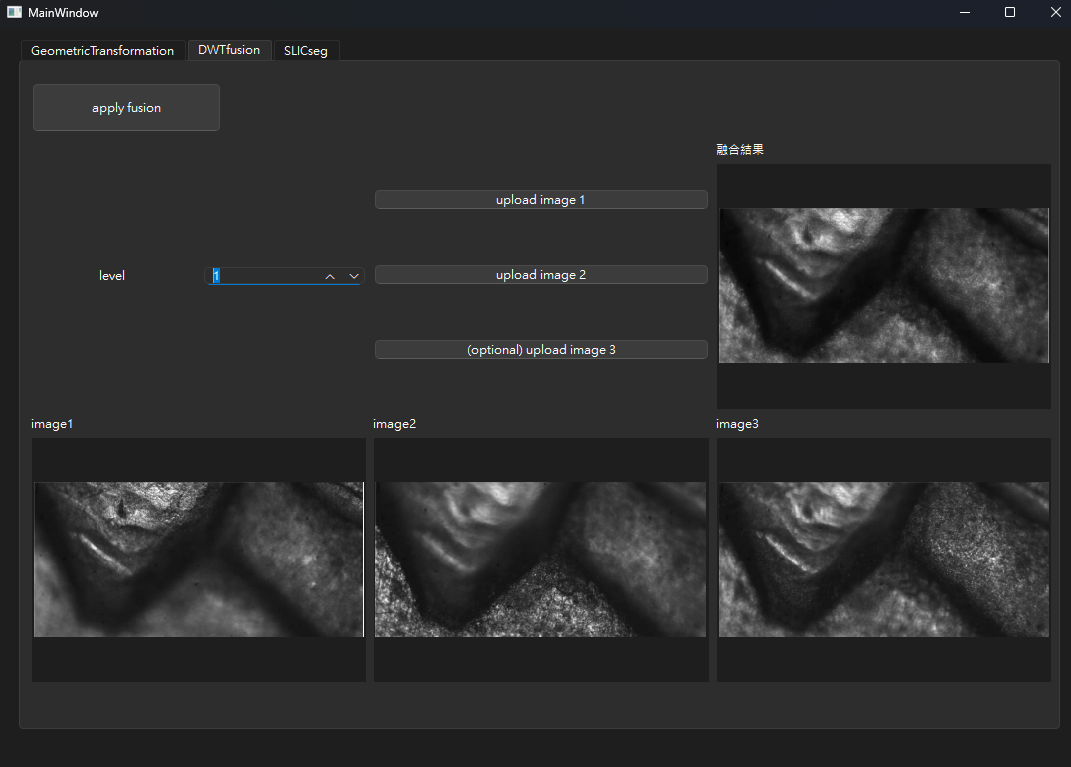 MainWindow
GeometricTransformation
DWTfusion
SLICseg
apply fusion
融合結果
upload image 1
level
1
upload image 2
(optional) upload image 3
image1
image2
image3